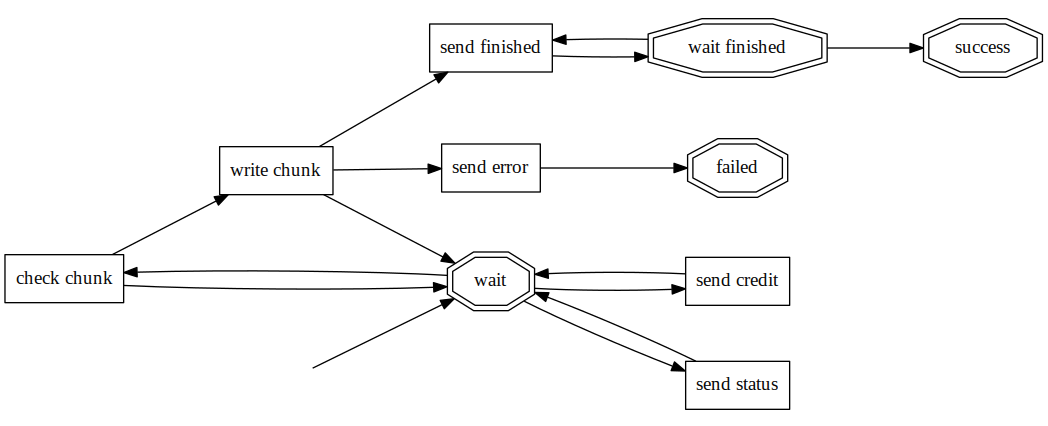 send finished
wait finished
success
write chunk
send error
failed
check chunk
wait
send credit
send status